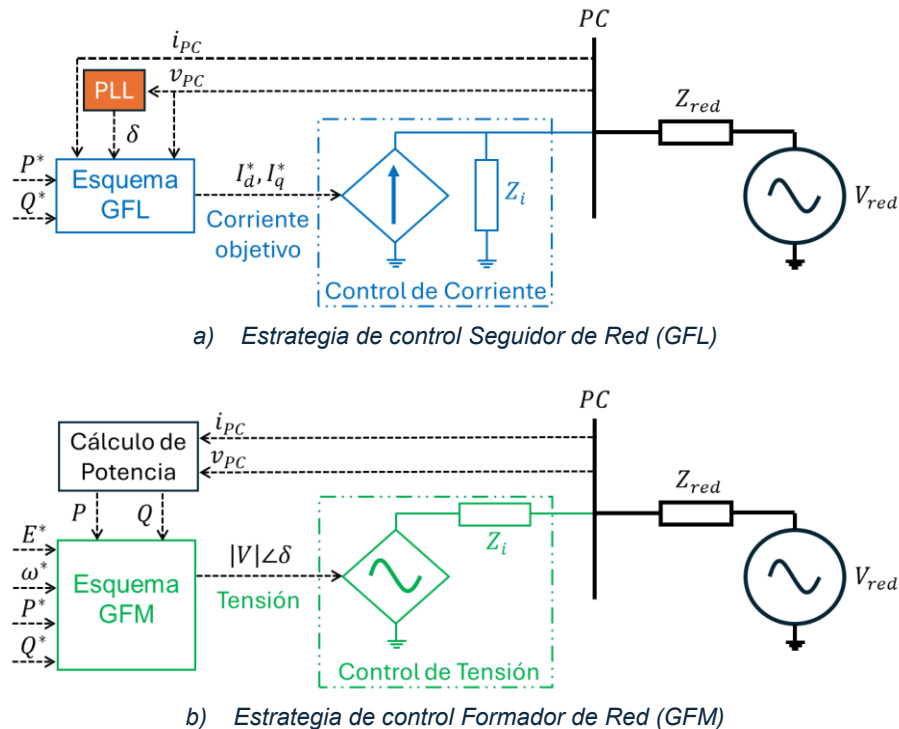 PC
i_PC
PLL
v_PC
Z_red
δ
P*
Q*
Esquema
GFL
I_d*, I_q*
Corriente
objetivo
Z_i
V_red
Control de Corriente
a) Estrategia de control Seguidor de Red (GFL)
PC
i_PC
Cálculo de
Potencia
v_PC
Z_red
P
Q
E*
ω*
P*
Q*
Esquema
GFM
|V|∠δ
Tensión
Z_i
V_red
Control de Tensión
b) Estrategia de control Formador de Red (GFM)